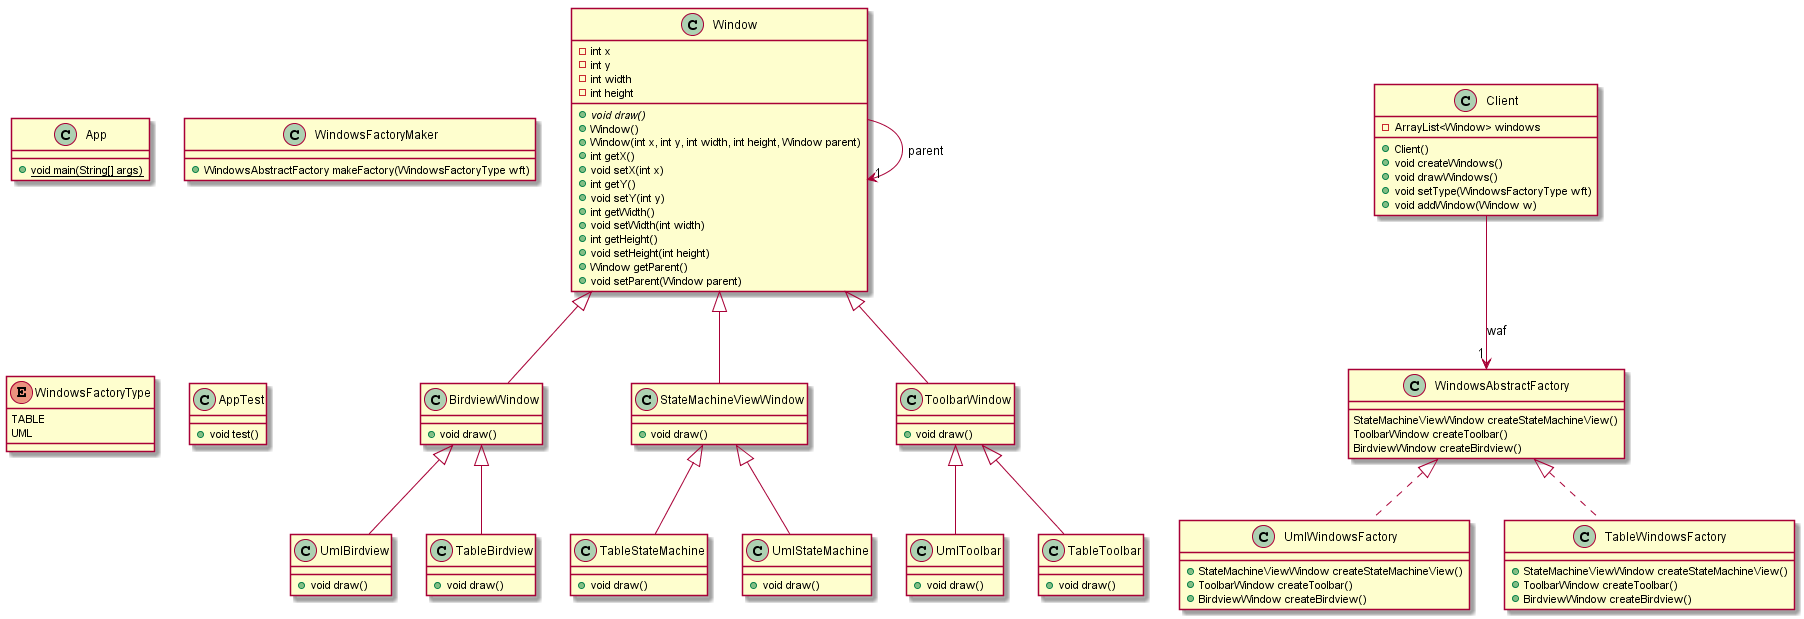 C Window
int x
int y
int width
int height
void draw()
Window()
Window(int x, int y, int width, int height, Window parent)
int getX()
void setX(int x)
int getY()
void setY(int y)
int getWidth()
void setWidth(int width)
int getHeight()
void setHeight(int height)
Window getParent()
void setParent(Window parent)
parent
1
C App
void main(String[] args)
C WindowsFactoryMaker
WindowsAbstractFactory makeFactory(WindowsFactoryType wft)
C Client
ArrayList<Window> windows
Client()
void createWindows()
void drawWindows()
void setType(WindowsFactoryType wft)
void addWindow(Window w)
waf
1
E WindowsFactoryType
TABLE
UML
C AppTest
void test()
C BirdviewWindow
void draw()
C StateMachineViewWindow
void draw()
C ToolbarWindow
void draw()
C WindowsAbstractFactory
StateMachineViewWindow createStateMachineView()
ToolbarWindow createToolbar()
BirdviewWindow createBirdview()
C UmlBirdview
void draw()
C TableBirdview
void draw()
C TableStateMachine
void draw()
C UmlStateMachine
void draw()
C UmlToolbar
void draw()
C TableToolbar
void draw()
C UmlWindowsFactory
StateMachineViewWindow createStateMachineView()
ToolbarWindow createToolbar()
BirdviewWindow createBirdview()
C TableWindowsFactory
StateMachineViewWindow createStateMachineView()
ToolbarWindow createToolbar()
BirdviewWindow createBirdview()